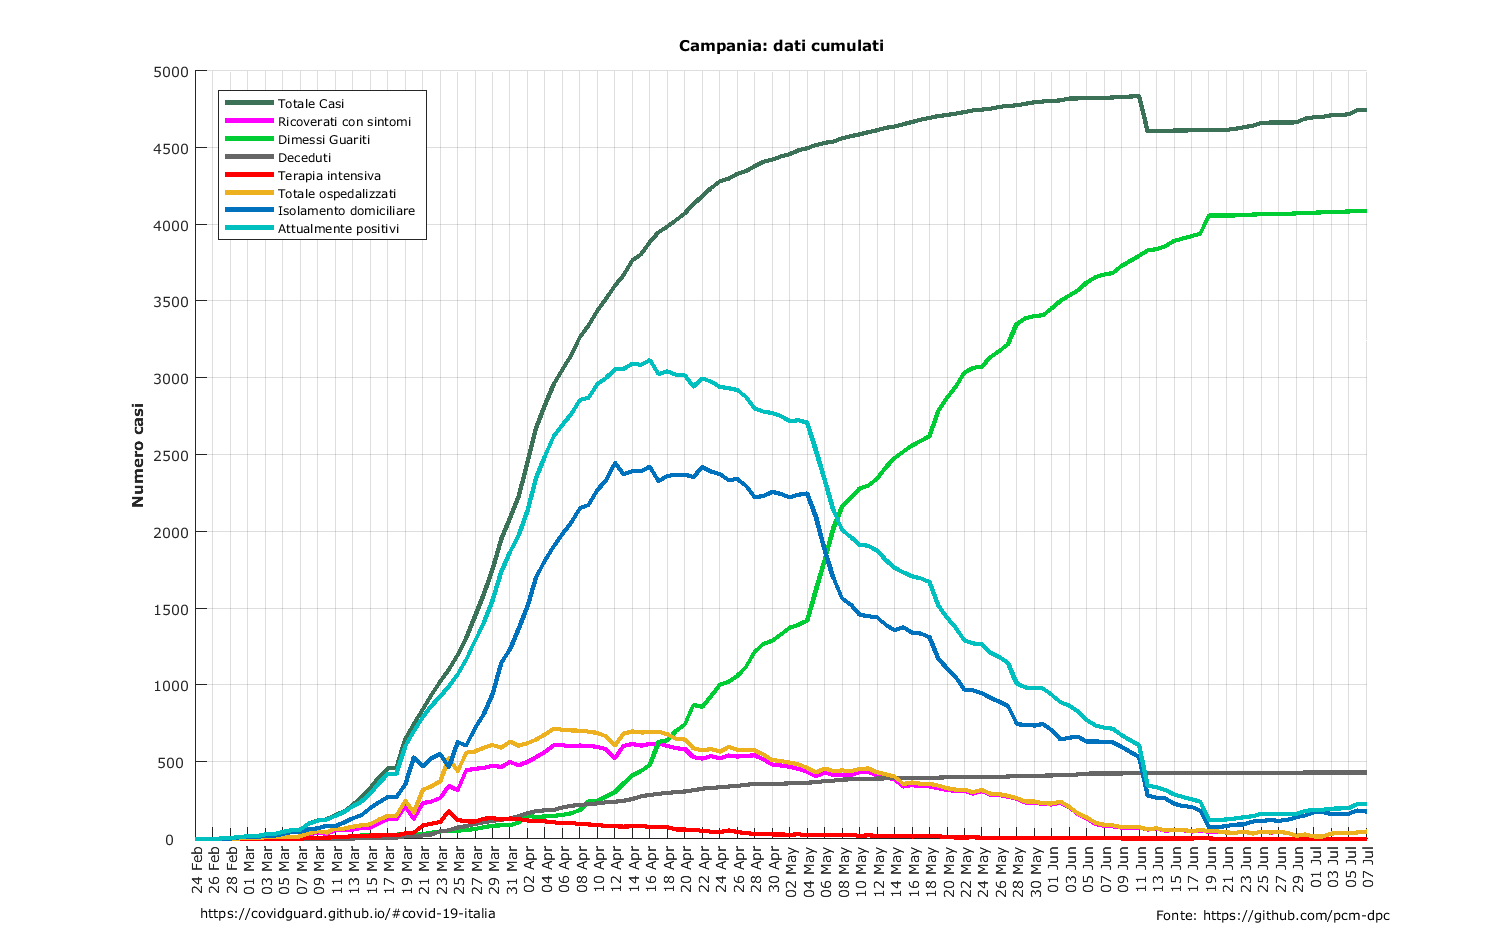 Campania: dati cumulati
Numero casi
5000
4500
4000
3500
3000
2500
2000
1500
1000
500
0
Totale Casi
Ricoverati con sintomi
Dimessi Guariti
Deceduti
Terapia intensiva
Totale ospedalizzati
Isolamento domiciliare
Attualmente positivi
24 Feb
26 Feb
28 Feb
01 Mar
03 Mar
05 Mar
07 Mar
09 Mar
11 Mar
13 Mar
15 Mar
17 Mar
19 Mar
21 Mar
23 Mar
25 Mar
27 Mar
29 Mar
31 Mar
02 Apr
04 Apr
06 Apr
08 Apr
10 Apr
12 Apr
14 Apr
16 Apr
18 Apr
20 Apr
22 Apr
24 Apr
26 Apr
28 Apr
30 Apr
02 May
04 May
06 May
08 May
10 May
12 May
14 May
16 May
18 May
20 May
22 May
24 May
26 May
28 May
30 May
01 Jun
03 Jun
05 Jun
07 Jun
09 Jun
11 Jun
13 Jun
15 Jun
17 Jun
19 Jun
21 Jun
23 Jun
25 Jun
27 Jun
29 Jun
01 Jul
03 Jul
05 Jul
07 Jul
https://covidguard.github.io/#covid-19-italia
Fonte: https://github.com/pcm-dpc